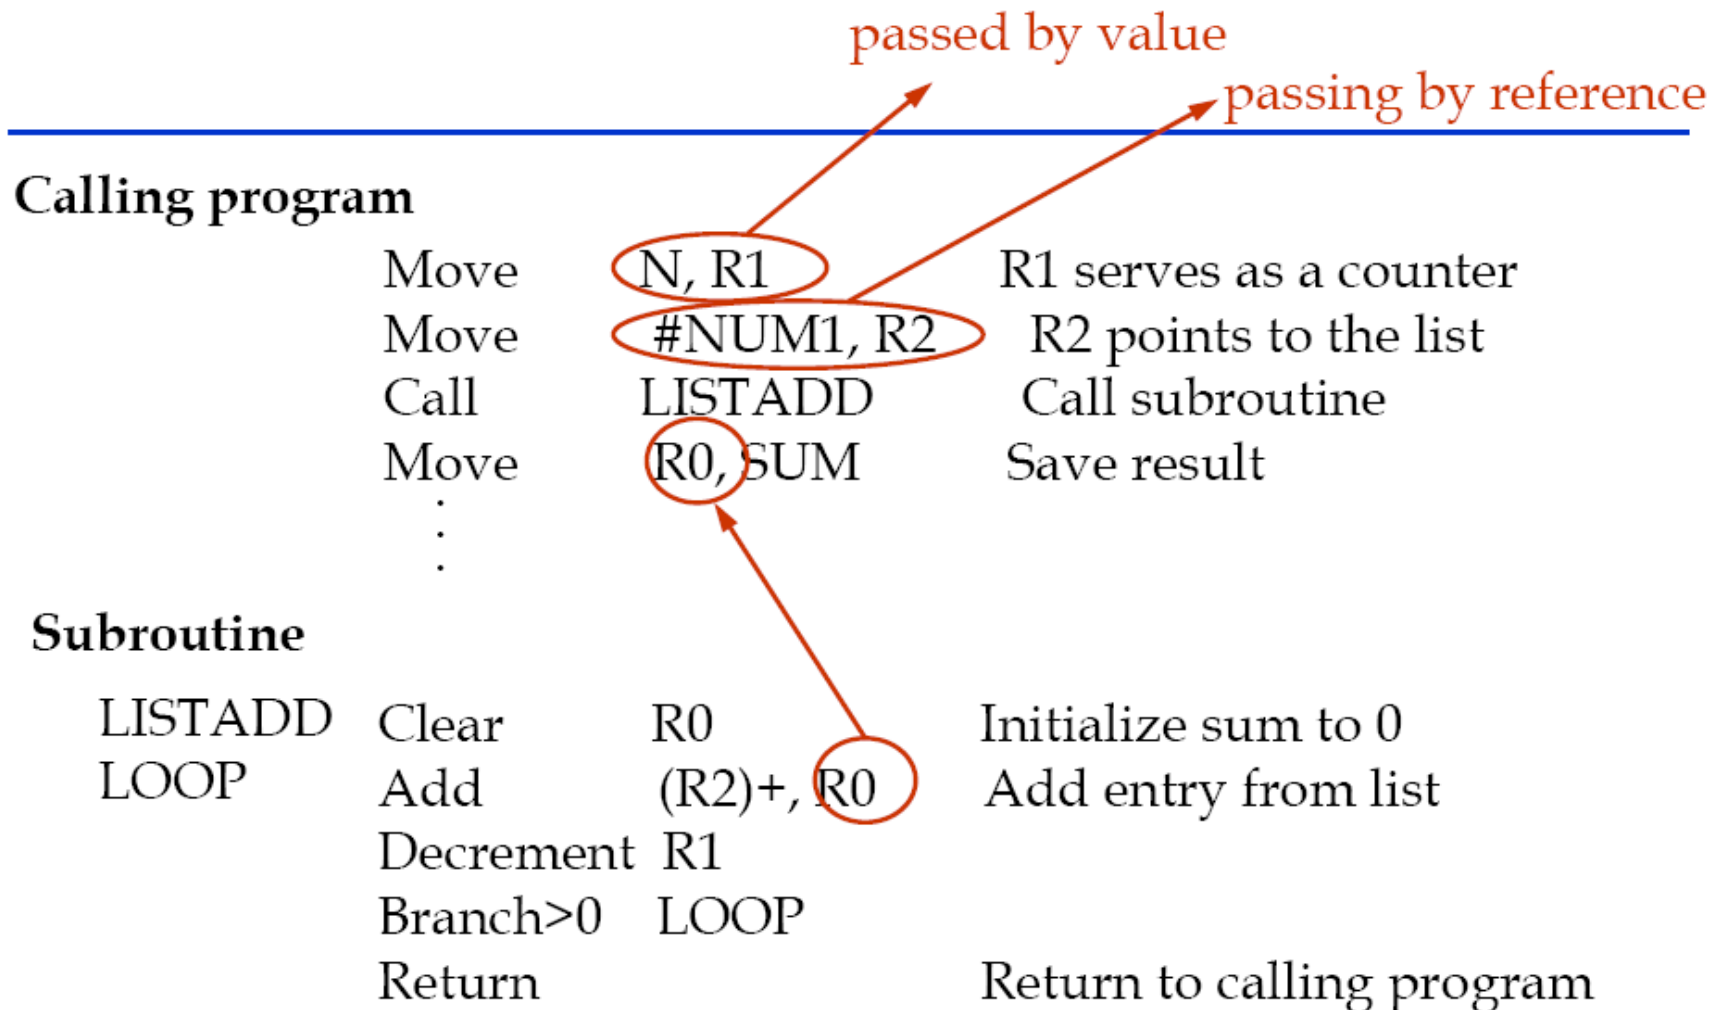 passed by value
passing by reference
Calling program
Move N, R1 R1 serves as a counter
Move #NUM1, R2 R2 points to the list
Call LISTADD Call subroutine
Move R0, SUM Save result
.
.
.
Subroutine
LISTADD Clear R0 Initialize sum to 0
LOOP Add (R2)+, R0 Add entry from list
Decrement R1
Branch>0 LOOP
Return Return to calling program